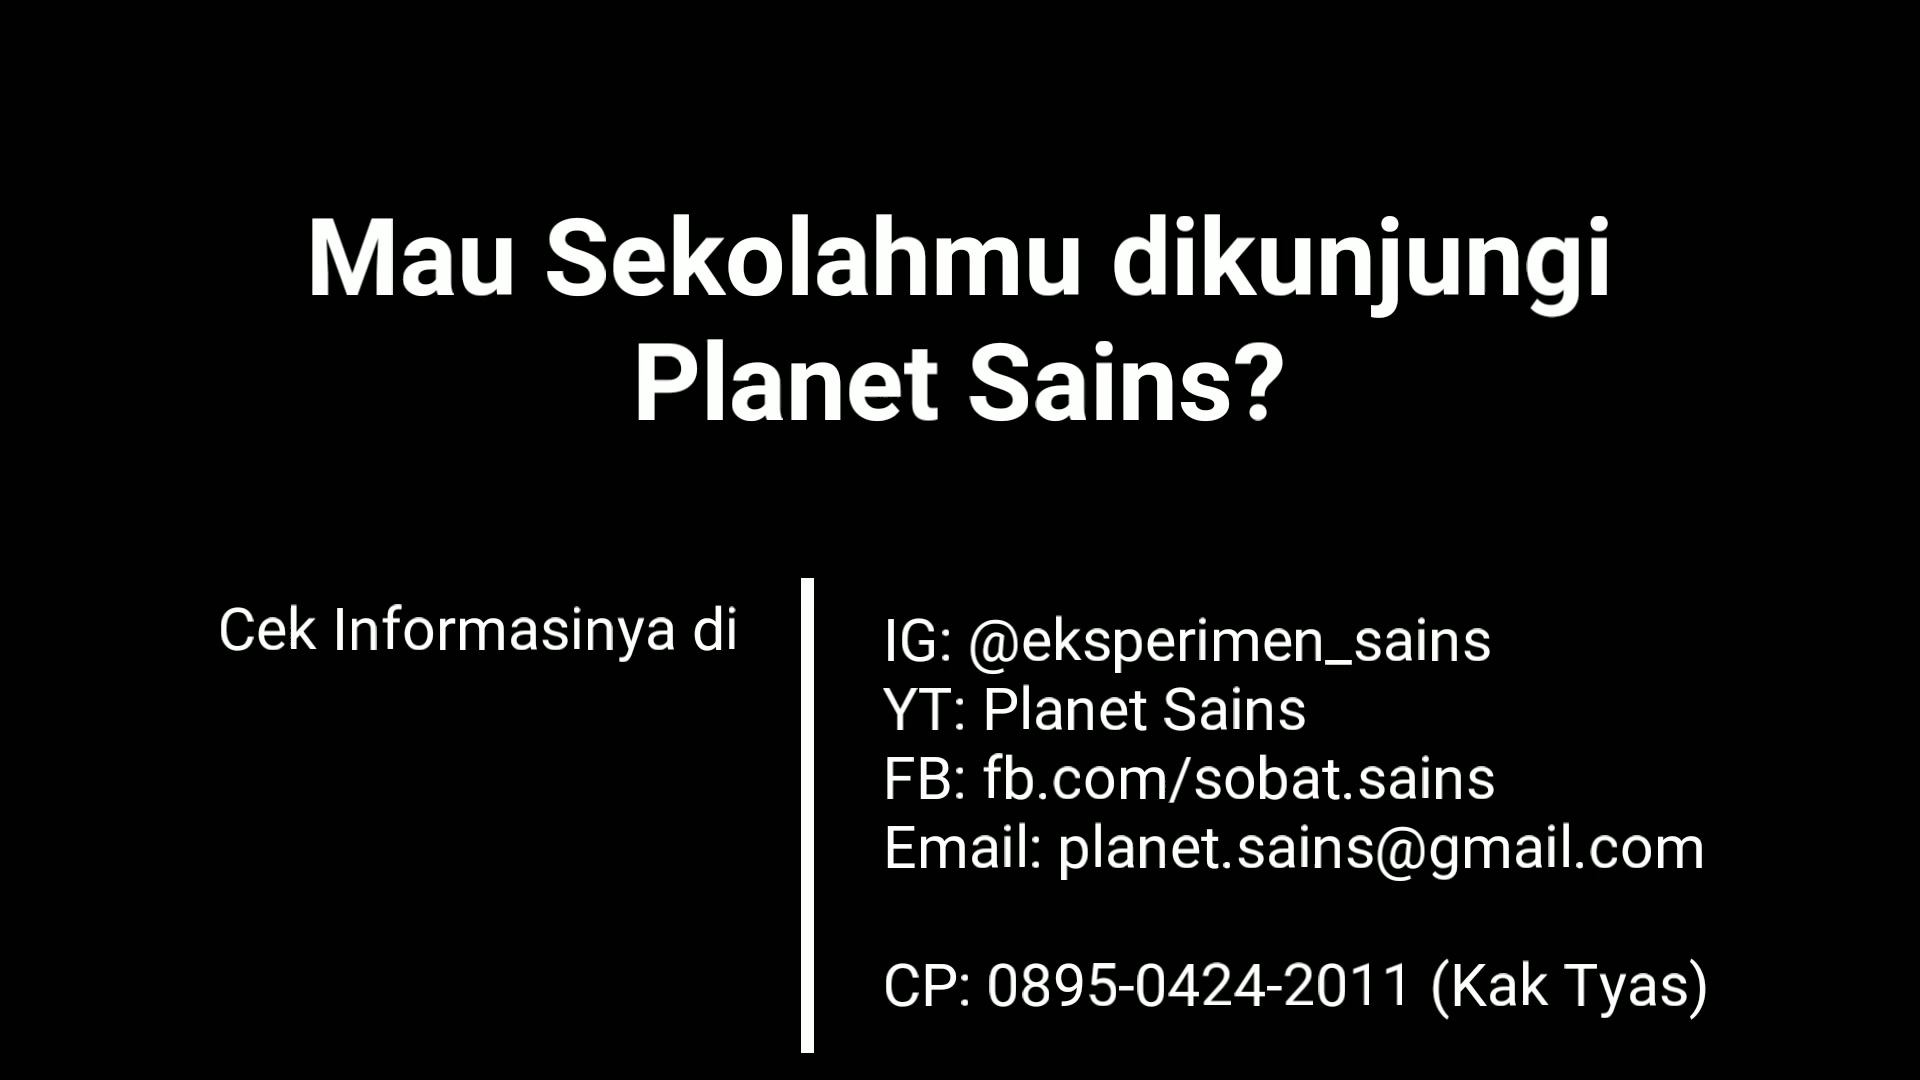 Mau Sekolahmu dikunjungi
Planet Sains?
Cek Informasinya di
IG: @eksperimen_sains
YT: Planet Sains
FB: fb.com/sobat.sains
Email: planet.sains@gmail.com
CP: 0895-0424-2011 (Kak Tyas)